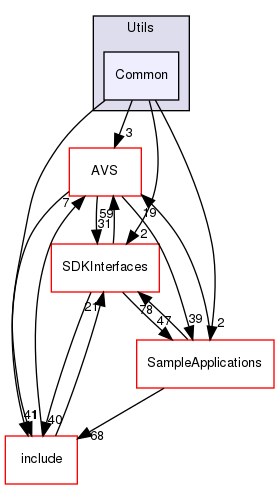 Utils
Common
3
AVS
7
59
19
31
2
SDKInterfaces
21
78
47
39
2
SampleApplications
41
40
68
include